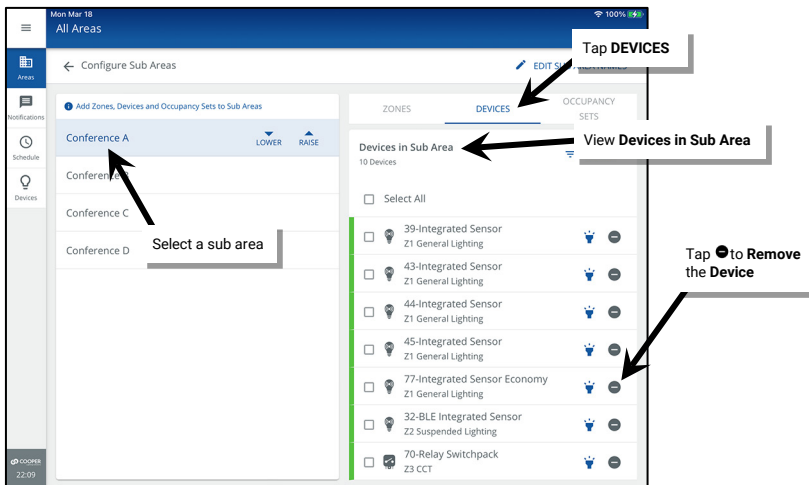 Mon Mar 18
100%
All Areas
Configure Sub Areas
Tap DEVICES
Areas
Notifications
Schedule
Devices
Add Zones, Devices and Occupancy Sets to Sub Areas
Conference A
LOWER
RAISE
Conference C
Conference D
Select a sub area
ZONES
DEVICES
OCCUPANCY
SETS
Devices in Sub Area
10 Devices
View Devices in Sub Area
Select All
39-Integrated Sensor
Z1 General Lighting
43-Integrated Sensor
Z1 General Lighting
44-Integrated Sensor
Z1 General Lighting
45-Integrated Sensor
Z1 General Lighting
77-Integrated Sensor Economy
Z1 General Lighting
32-BLE Integrated Sensor
Z2 Suspended Lighting
70-Relay Switchpack
Z3 CCT
Tap to Remove
the Device
COOPER
22:09